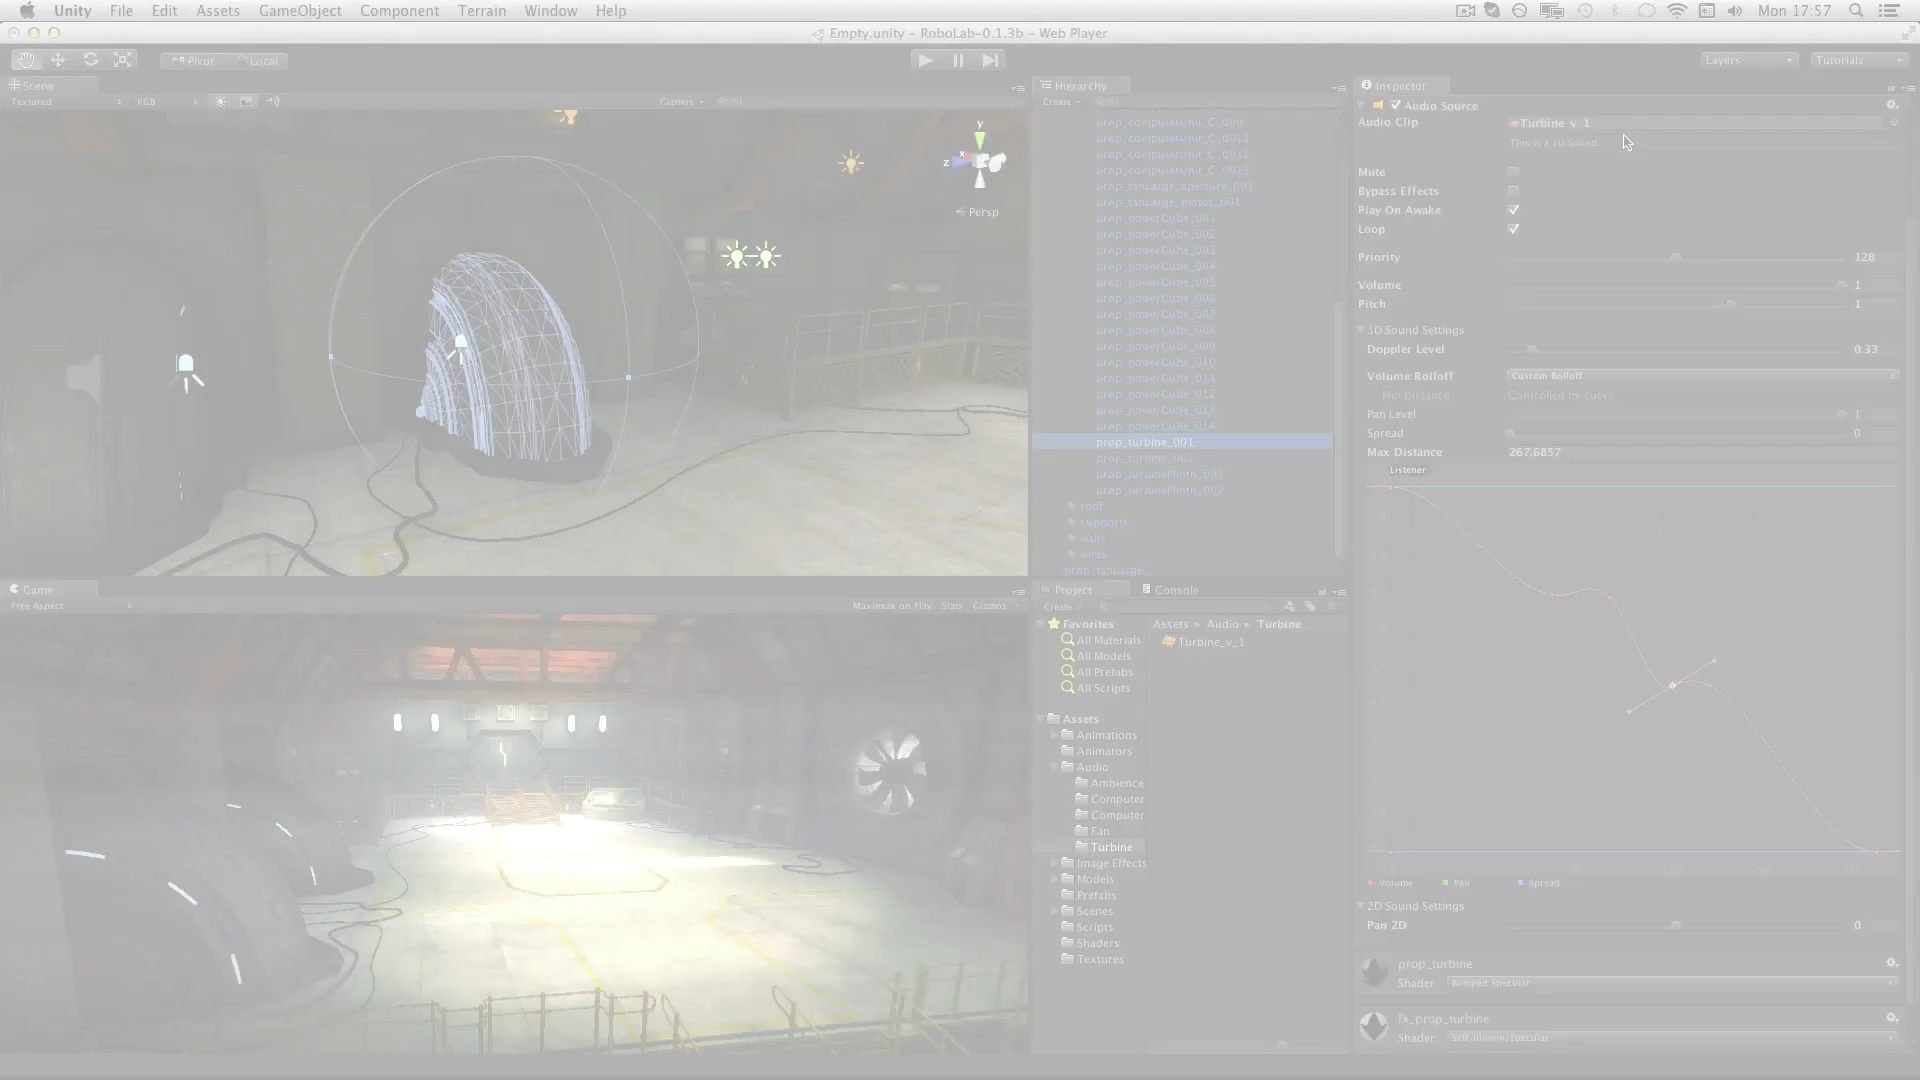 Unity File Edit Assets GameObject Component Terrain Window Help
Mon 17:57
Empty.unity – RoboLab-0.1.3b – Web Player
Pivot Local
Layers Tutorials
Scene
Textured RGB Gizmos
y
x
z
Persp
Game
Free Aspect Maximize on Play Stats Gizmos
Hierarchy
Create
prop_fanLarge_aperture_001
prop_fanLarge_motor_001
prop_powerCube_001
prop_powerCube_002
prop_powerCube_003
prop_powerCube_004
prop_powerCube_005
prop_powerCube_006
prop_powerCube_007
prop_powerCube_008
prop_powerCube_009
prop_powerCube_010
prop_powerCube_011
prop_powerCube_012
prop_powerCube_013
prop_powerCube_014
prop_turbine_001
prop_turbine_002
root
supports
walls
wires
prop_fanLarge
Project Console
Create
Favorites
All Materials
All Models
All Prefabs
All Scripts
Assets
Animations
Animators
Audio
Ambience
Computer
Computer
Fan
Turbine
Image Effects
Models
Prefabs
Scenes
Scripts
Shaders
Textures
Assets Audio Turbine
Turbine_v_1
Inspector
Audio Source
Audio Clip Turbine_v_1
This is a 3D Sound.
Mute
Bypass Effects
Play On Awake
Loop
Priority 128
Volume 1
Pitch 1
3D Sound Settings
Doppler Level 0.33
Volume Rolloff Custom Rolloff
Min Distance Controlled by curve
Pan Level 1
Spread 0
Max Distance 267.6857
Listener
Volume Pan Spread
2D Sound Settings
Pan 2D 0
prop_turbine
Shader Bumped Specular
fx_prop_turbine
Shader Self-Illumin/Specular